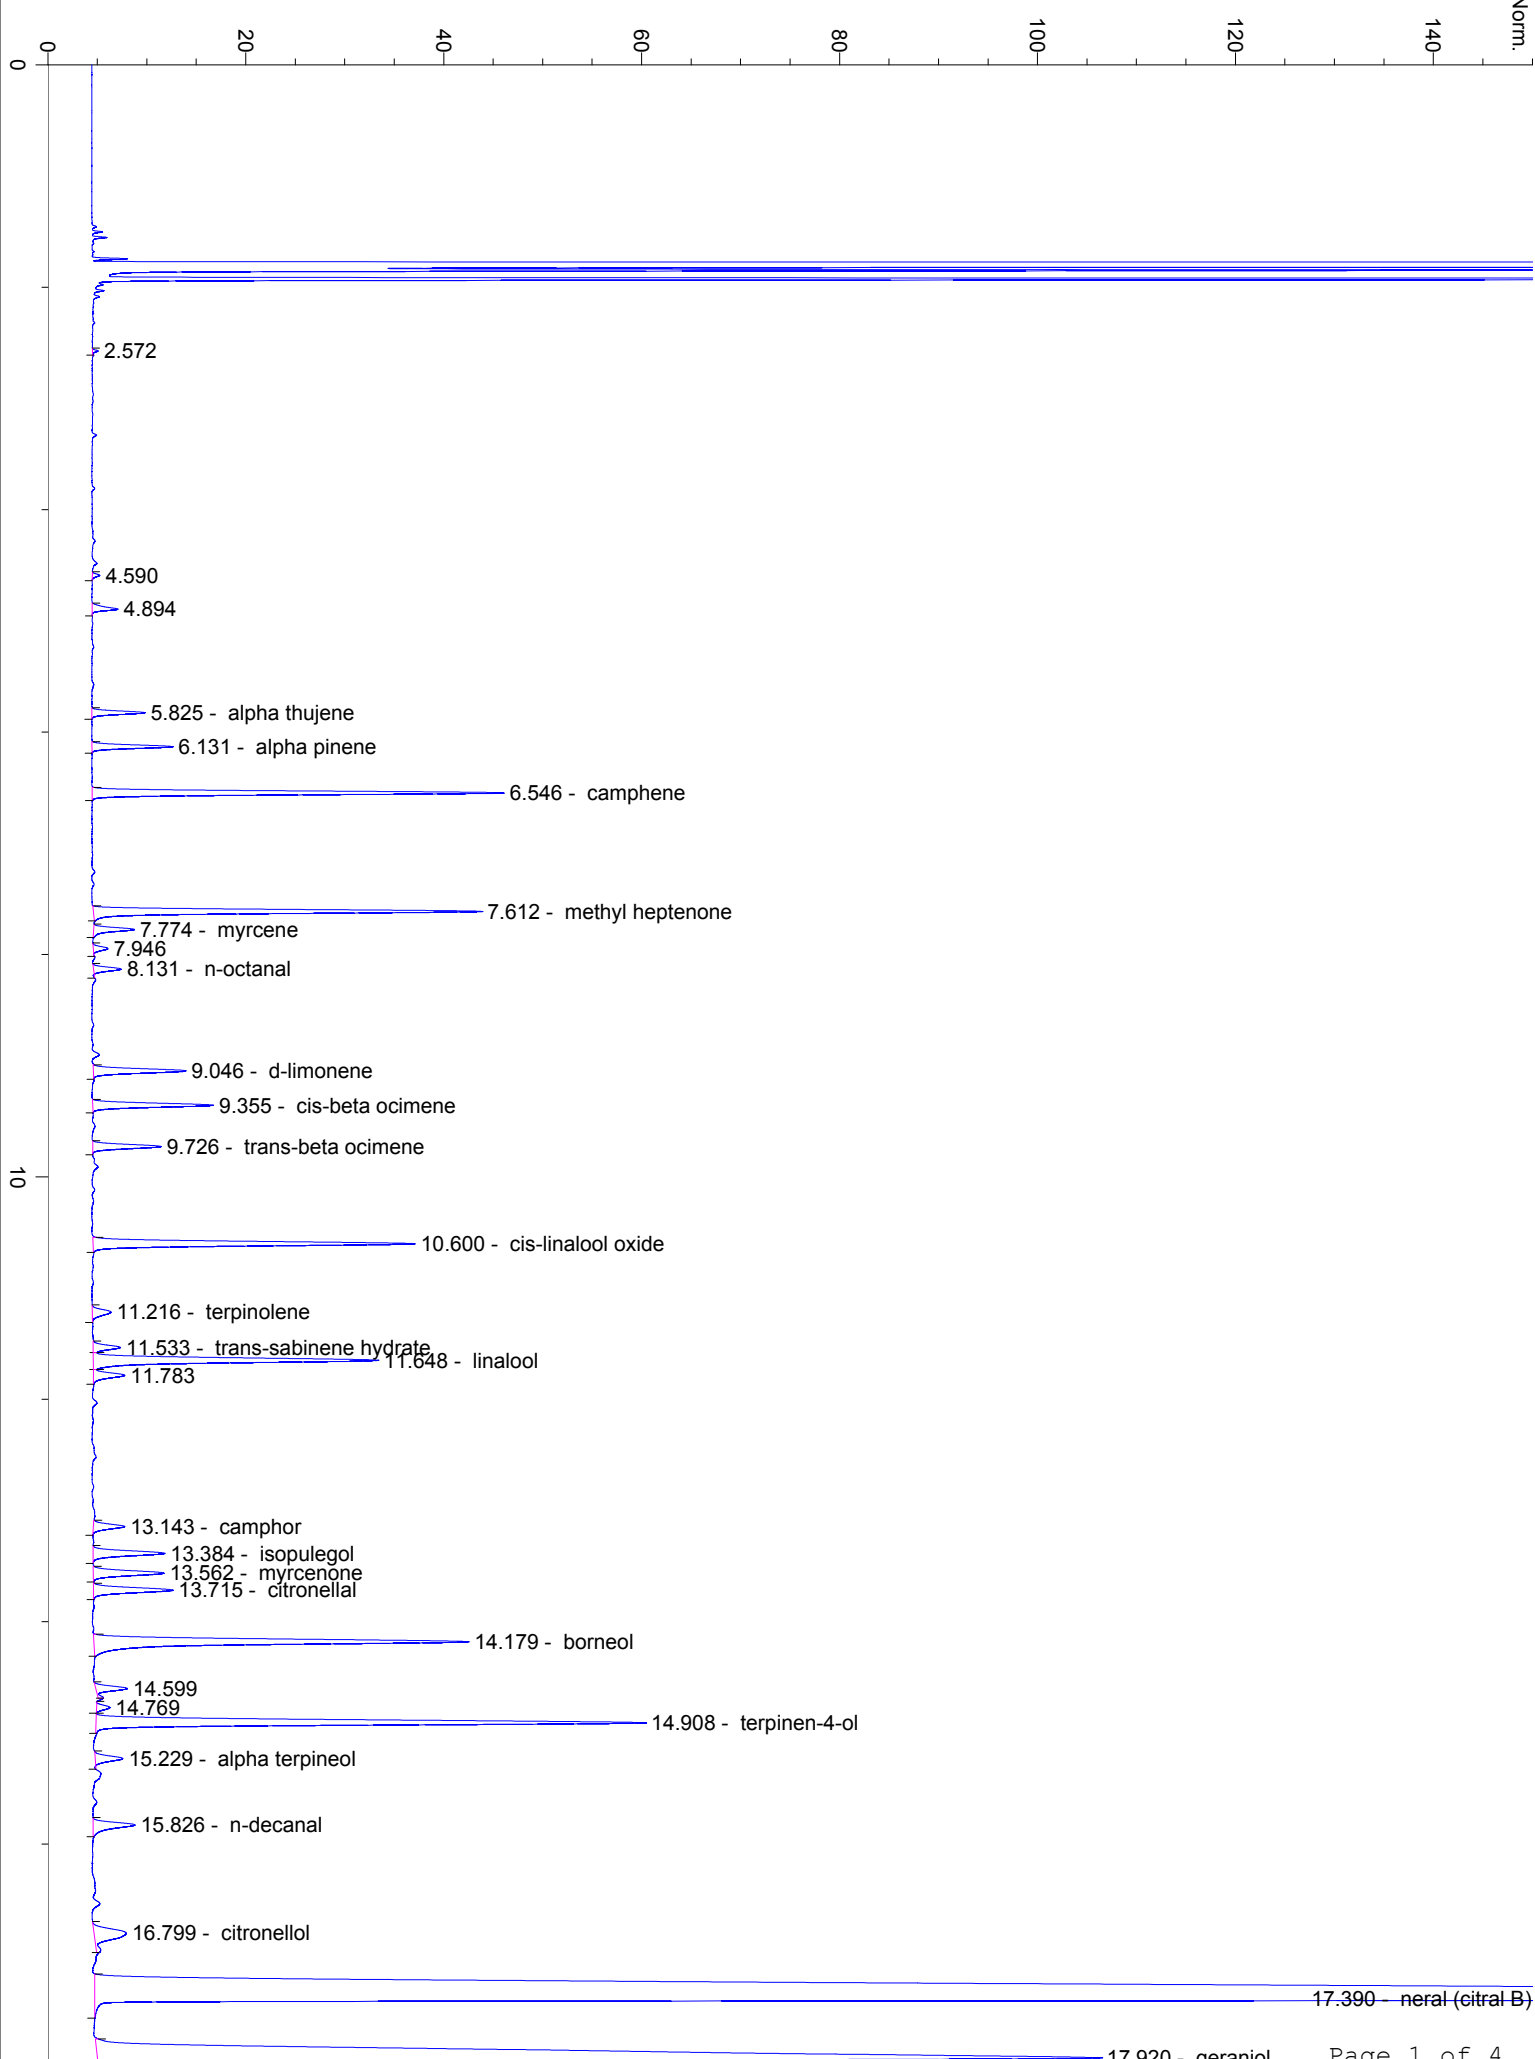 Norm.
0
20
40
60
80
100
120
140
0
2.572
4.590
4.894
5.825 - alpha thujene
6.131 - alpha pinene
6.546 - camphene
7.612 - methyl heptenone
7.774 - myrcene
7.946
8.131 - n-octanal
9.046 - d-limonene
9.355 - cis-beta ocimene
9.726 - trans-beta ocimene
10
10.600 - cis-linalool oxide
11.216 - terpinolene
11.533 - trans-sabinene hydrate
11.648 - linalool
11.783
13.143 - camphor
13.384 - isopulegol
13.562 - myrcenone
13.715 - citronellal
14.179 - borneol
14.599
14.769
14.908 - terpinen-4-ol
15.229 - alpha terpineol
15.826 - n-decanal
16.799 - citronellol
17.390 - neral (citral B)
17.920 - geraniol
Page 1 of 4